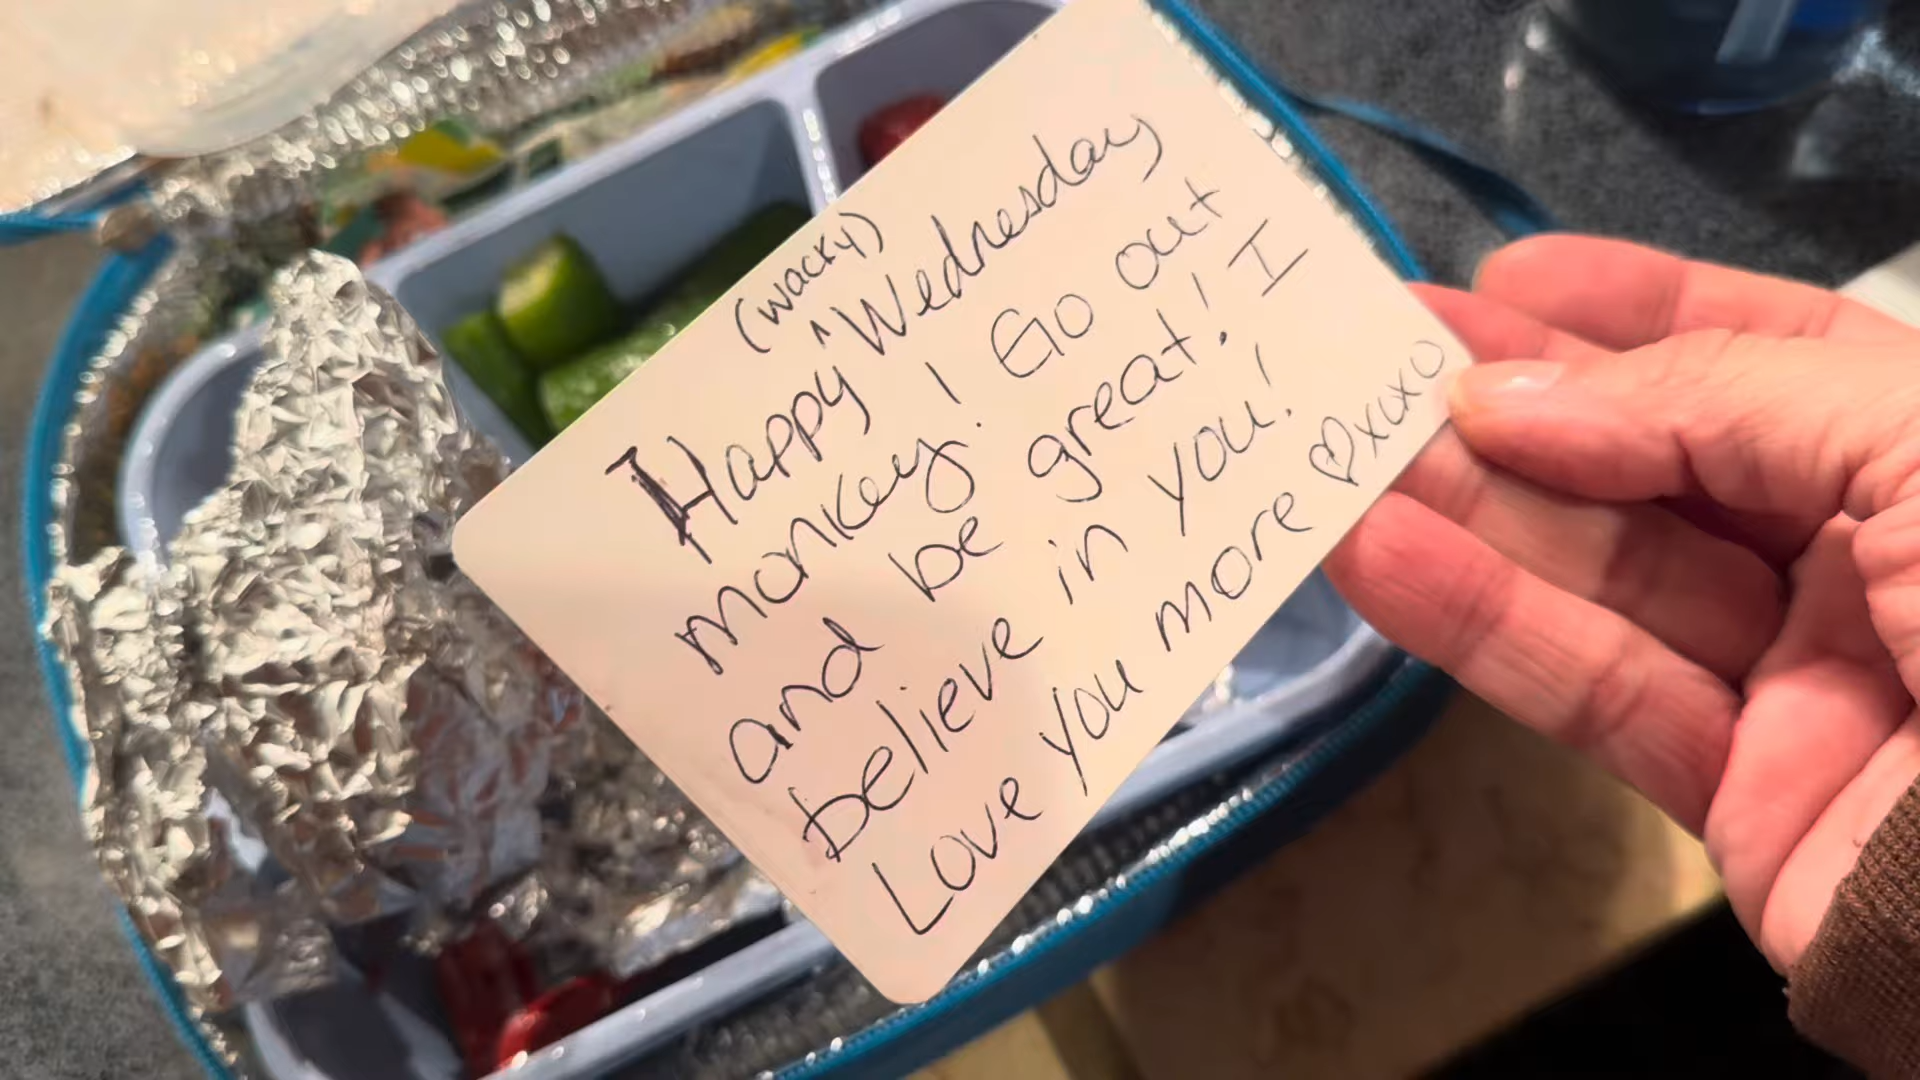 (wacky)
Happy ^ Wednesday
monkey! Go out
and be great! I
believe in you!
Love you more ♡xoxo